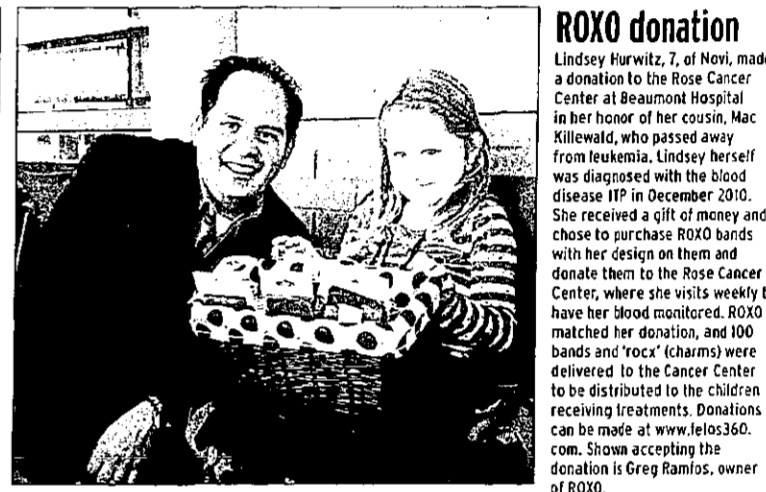 ROXO donation
Lindsey Hurwitz, 7, of Novi, made
a donation to the Rose Cancer
Center at Beaumont Hospital
in her honor of her cousin, Mac
Killewald, who passed away
from leukemia. Lindsey herself
was diagnosed with the blood
disease ITP in December 2010.
She received a gift of money and
chose to purchase ROXO bands
with her design on them and
donate them to the Rose Cancer
Center, where she visits weekly t
have her blood monitored. ROXO
matched her donation, and 100
bands and 'rocx' (charms) were
delivered to the Cancer Center
to be distributed to the children
receiving treatments. Donations
can be made at www.felos360.
com. Shown accepting the
donation is Greg Ramfos, owner
of ROXO.